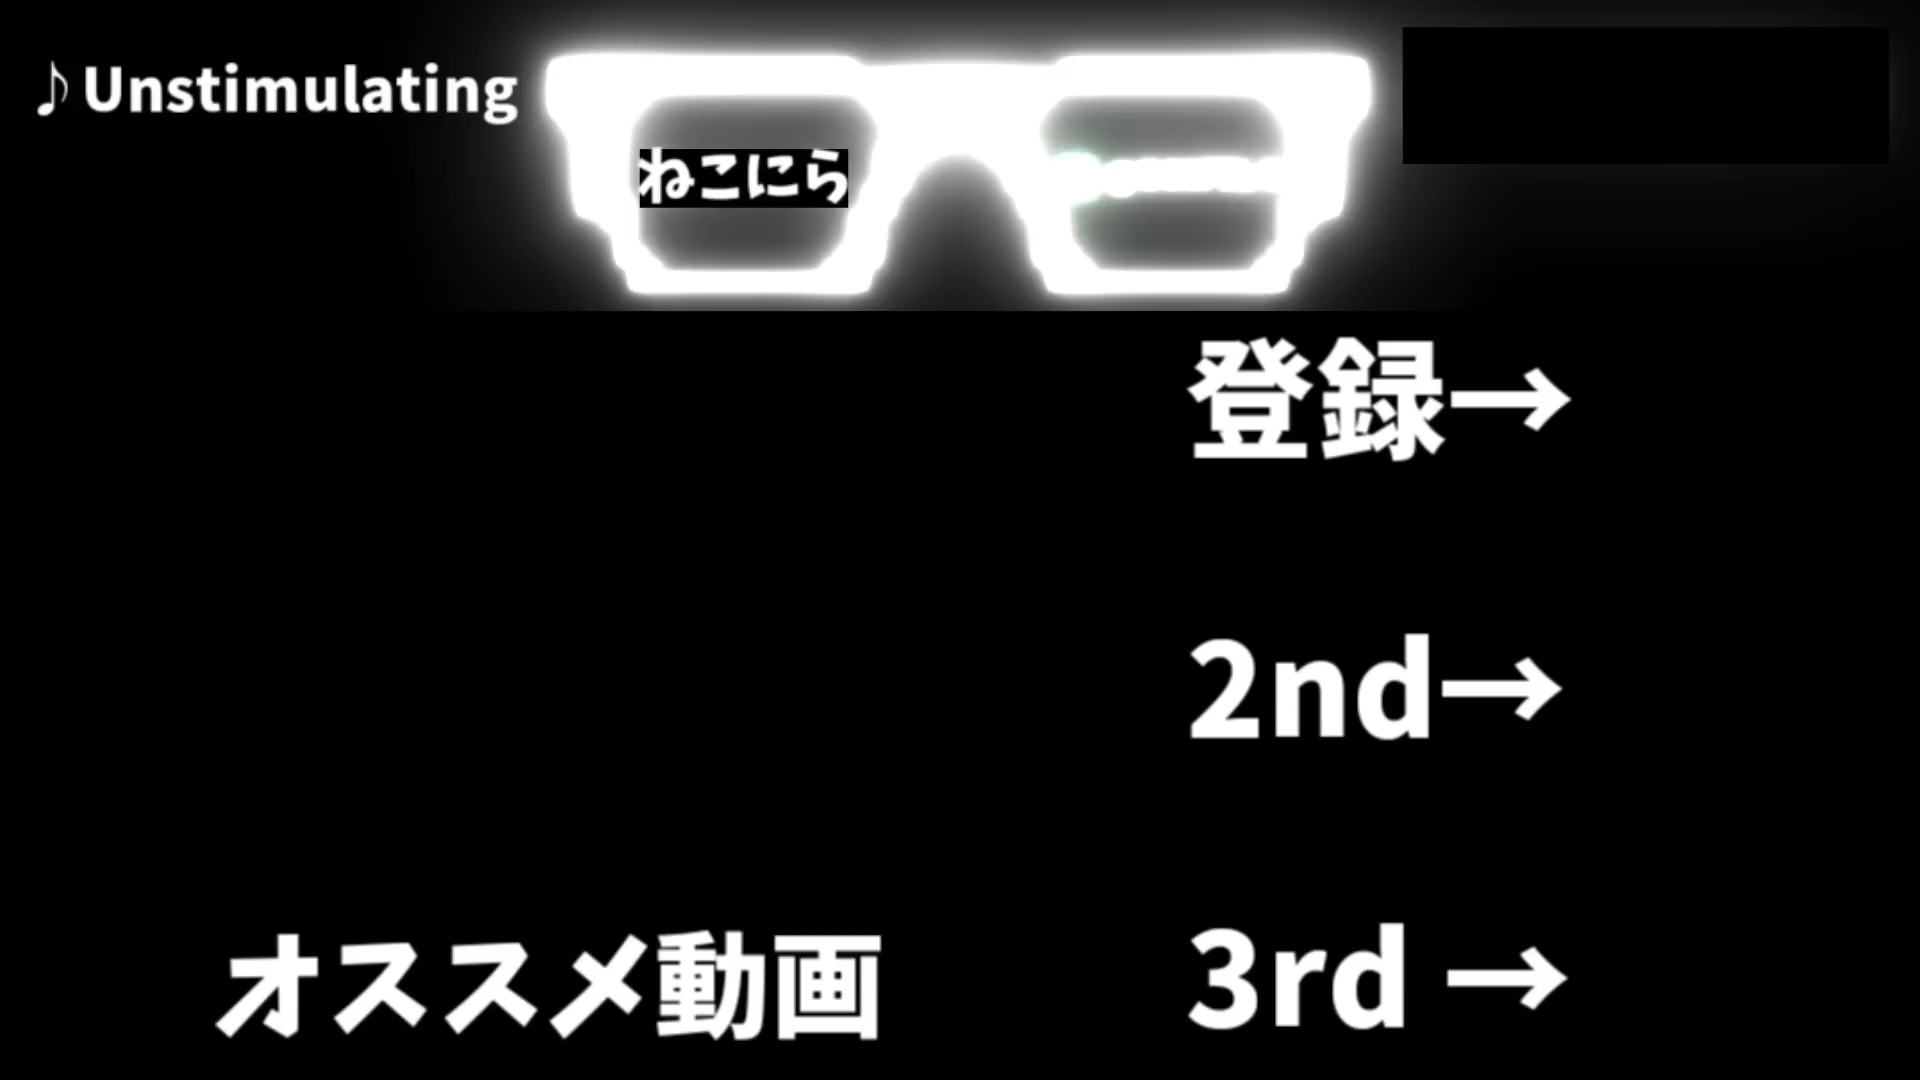 ♪Unstimulating
ねこにら
登録→
2nd→
オススメ動画
3rd→